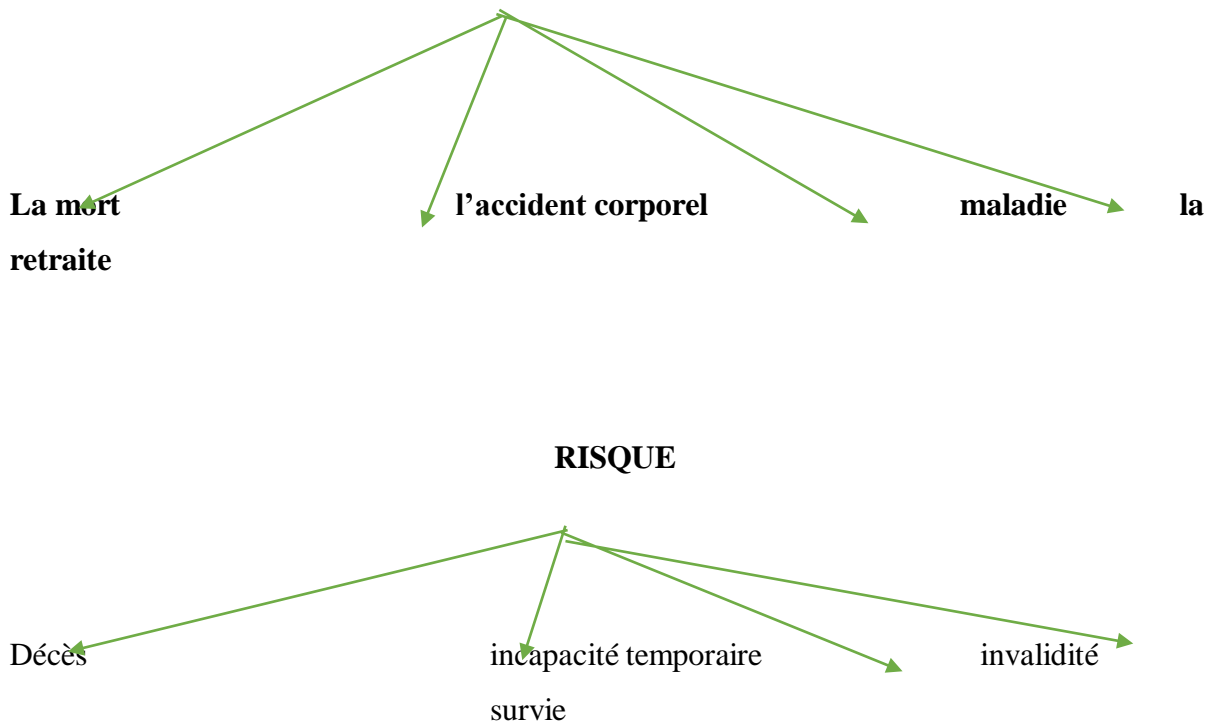 La mort l’accident corporel maladie la
retraite
RISQUE
Décès incapacité temporaire invalidité
survie